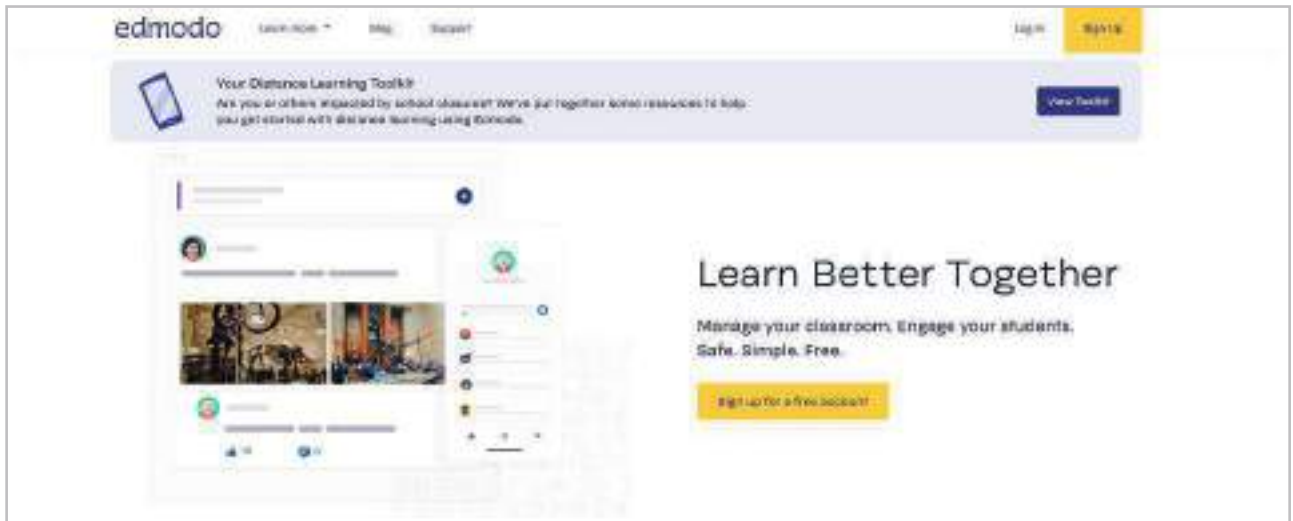 edmodo
Learn more
Blog
Support
Log In
Sign Up
Your Distance Learning Toolkit
Are you or others impacted by school closures? We've put together some resources to help
you get started with distance learning using Edmodo.
View Toolkit
Learn Better Together
Manage your classroom. Engage your students.
Safe. Simple. Free.
Sign up for a free account